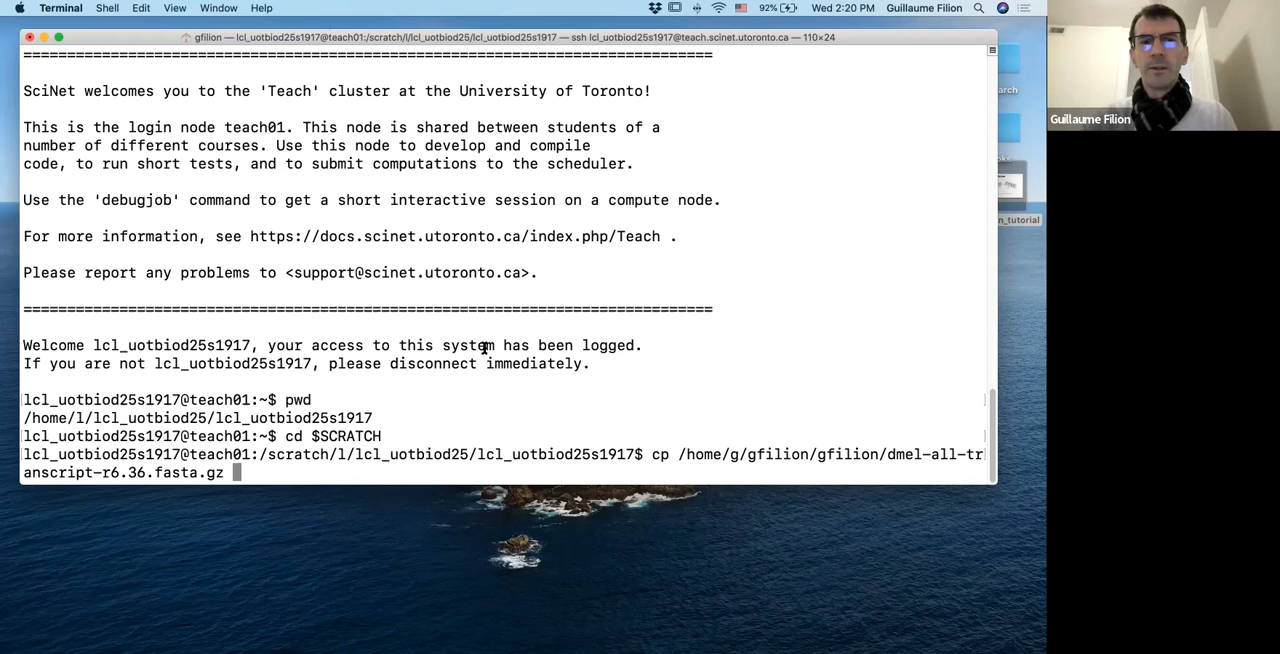 Terminal Shell Edit View Window Help 92% Wed 2:20 PM Guillaume Filion
gfilion — lcl_uotbiod25s1917@teach01:/scratch/l/lcl_uotbiod25/lcl_uotbiod25s1917 — ssh lcl_uotbiod25s1917@teach.scinet.utoronto.ca — 110×24
===============================================================================
SciNet welcomes you to the 'Teach' cluster at the University of Toronto!
This is the login node teach01. This node is shared between students of a
number of different courses. Use this node to develop and compile
code, to run short tests, and to submit computations to the scheduler.
Use the 'debugjob' command to get a short interactive session on a compute node.
For more information, see https://docs.scinet.utoronto.ca/index.php/Teach .
Please report any problems to <support@scinet.utoronto.ca>.
===============================================================================
Welcome lcl_uotbiod25s1917, your access to this system has been logged.
If you are not lcl_uotbiod25s1917, please disconnect immediately.
[lcl_uotbiod25s1917@teach01:~$ pwd ]
/home/l/lcl_uotbiod25/lcl_uotbiod25s1917
[lcl_uotbiod25s1917@teach01:~$ cd $SCRATCH ]
lcl_uotbiod25s1917@teach01:/scratch/l/lcl_uotbiod25/lcl_uotbiod25s1917$ cp /home/g/gfilion/gfilion/dmel-all-tr
anscript-r6.36.fasta.gz
arch
n_tutorial
Guillaume Filion